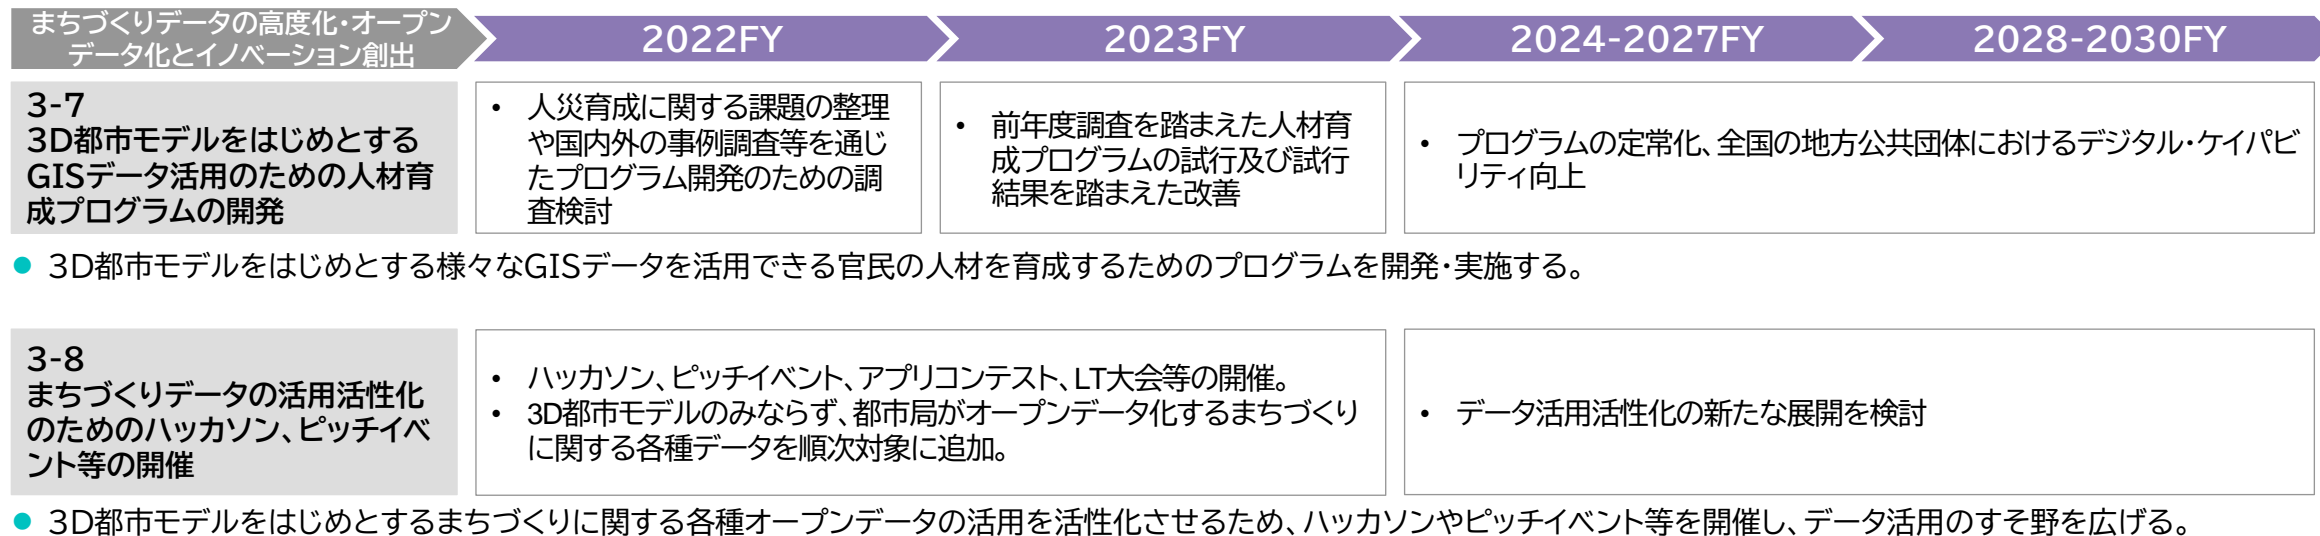 まちづくりデータの高度化・オープン
データ化とイノベーション創出
2022FY
2023FY
2024-2027FY
2028-2030FY
3-7
3D都市モデルをはじめとする
GISデータ活用のための人材育
成プログラムの開発
• 人災育成に関する課題の整理
や国内外の事例調査等を通じ
たプログラム開発のための調
査検討
• 前年度調査を踏まえた人材育
成プログラムの試行及び試行
結果を踏まえた改善
• プログラムの定常化、全国の地方公共団体におけるデジタル・ケイパビ
リティ向上
● 3D都市モデルをはじめとする様々なGISデータを活用できる官民の人材を育成するためのプログラムを開発・実施する。
3-8
まちづくりデータの活用活性化
のためのハッカソン、ピッチイベ
ント等の開催
• ハッカソン、ピッチイベント、アプリコンテスト、LT大会等の開催。
• 3D都市モデルのみならず、都市局がオープンデータ化するまちづくり
に関する各種データを順次対象に追加。
• データ活用活性化の新たな展開を検討
● 3D都市モデルをはじめとするまちづくりに関する各種オープンデータの活用を活性化させるため、ハッカソンやピッチイベント等を開催し、データ活用のすそ野を広げる。